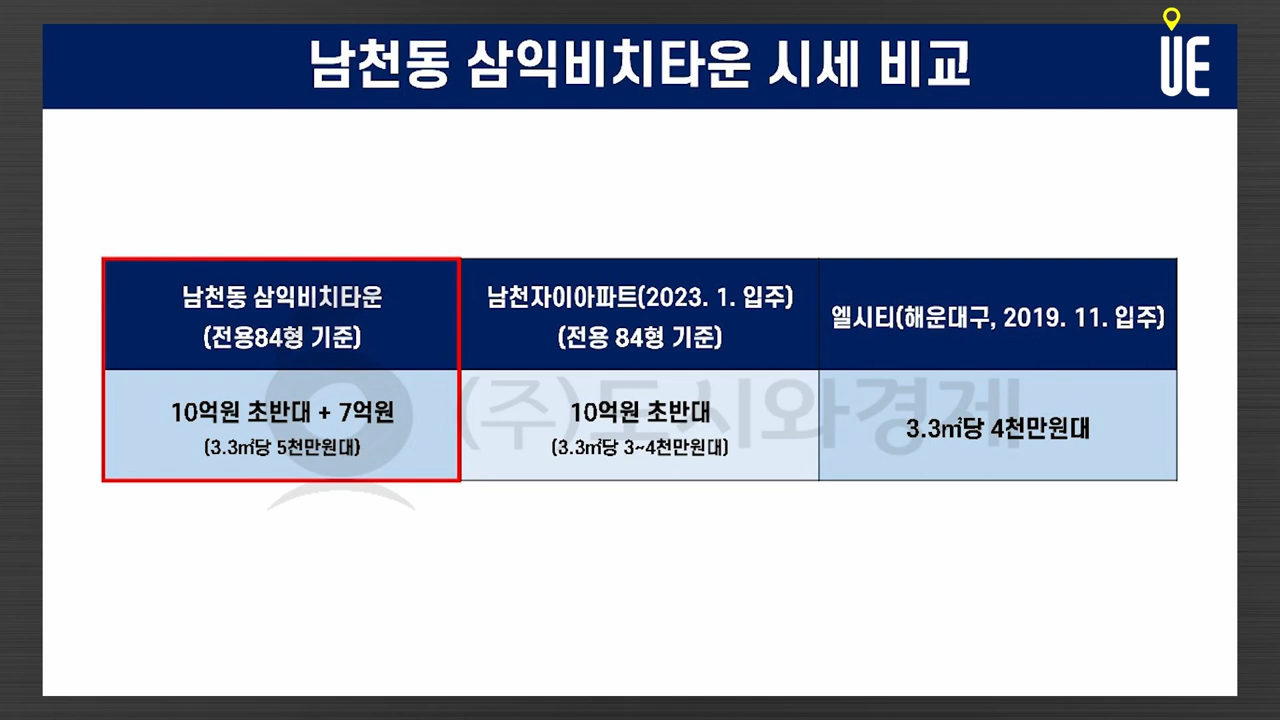 남천동 삼익비치타운 시세 비교
UE
남천동 삼익비치타운
(전용84형 기준)
남천자이아파트(2023. 1. 입주)
(전용 84형 기준)
엘시티(해운대구, 2019. 11. 입주)
10억원 초반대 + 7억원
(3.3㎡당 5천만원대)
10억원 초반대
(3.3㎡당 3~4천만원대)
3.3㎡당 4천만원대
(주)도시와경제